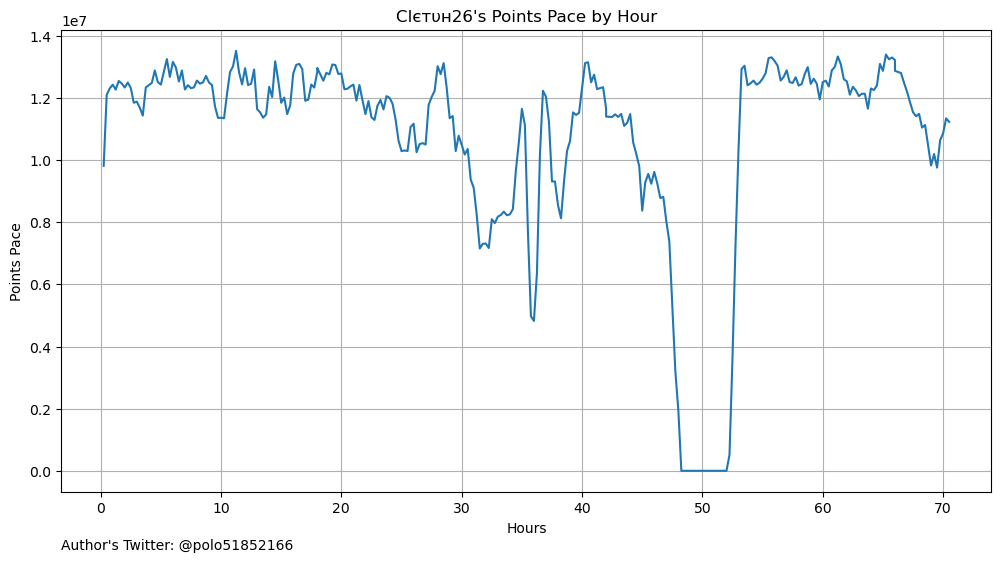 Clєтυн26's Points Pace by Hour
1e7
1.4
1.2
1.0
0.8
0.6
0.4
0.2
0.0
Points Pace
0 10 20 30 40 50 60 70
Hours
Author's Twitter: @polo51852166